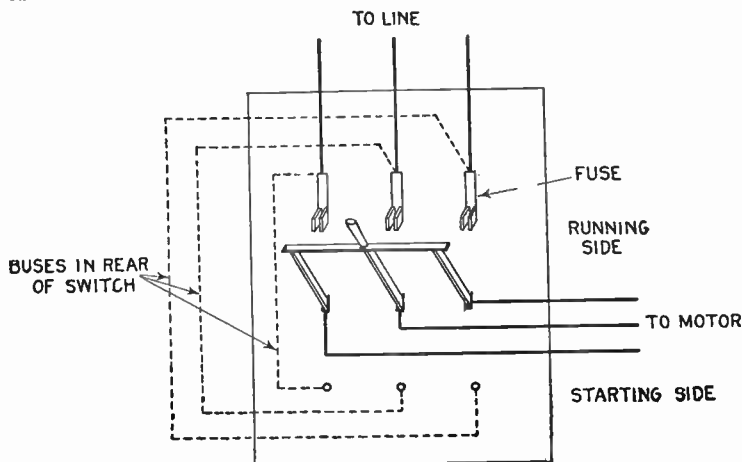 TO LINE
FUSE
RUNNING
SIDE
BUSES IN REAR
OF SWITCH
TO MOTOR
STARTING SIDE